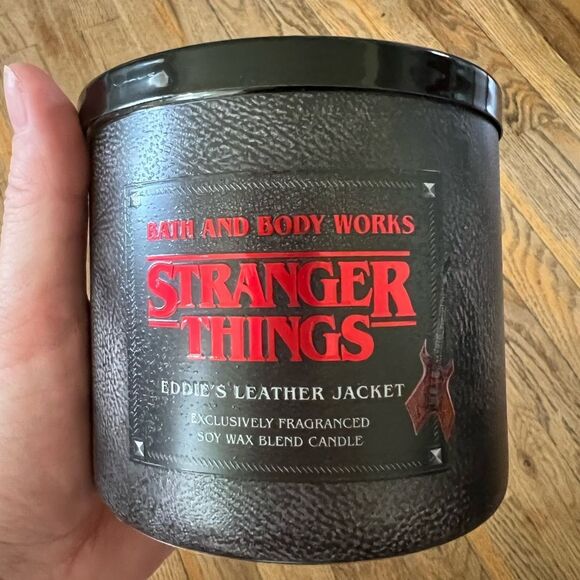 BATH AND BODY WORKS
STRANGER
THINGS
EDDIE'S LEATHER JACKET
EXCLUSIVELY FRAGRANCED
SOY WAX BLEND CANDLE